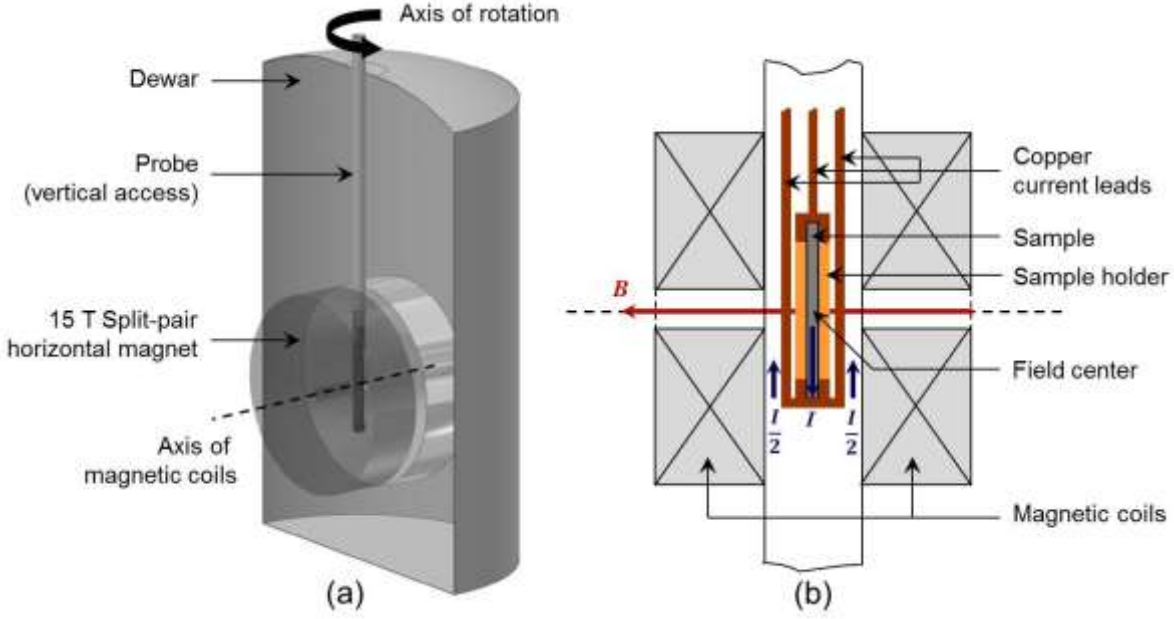 Axis of rotation
Dewar
Probe
(vertical access)
15 T Split-pair
horizontal magnet
Axis of
magnetic coils
(a)
Copper
current leads
Sample
Sample holder
B
Field center
I/2
I
I/2
Magnetic coils
(b)